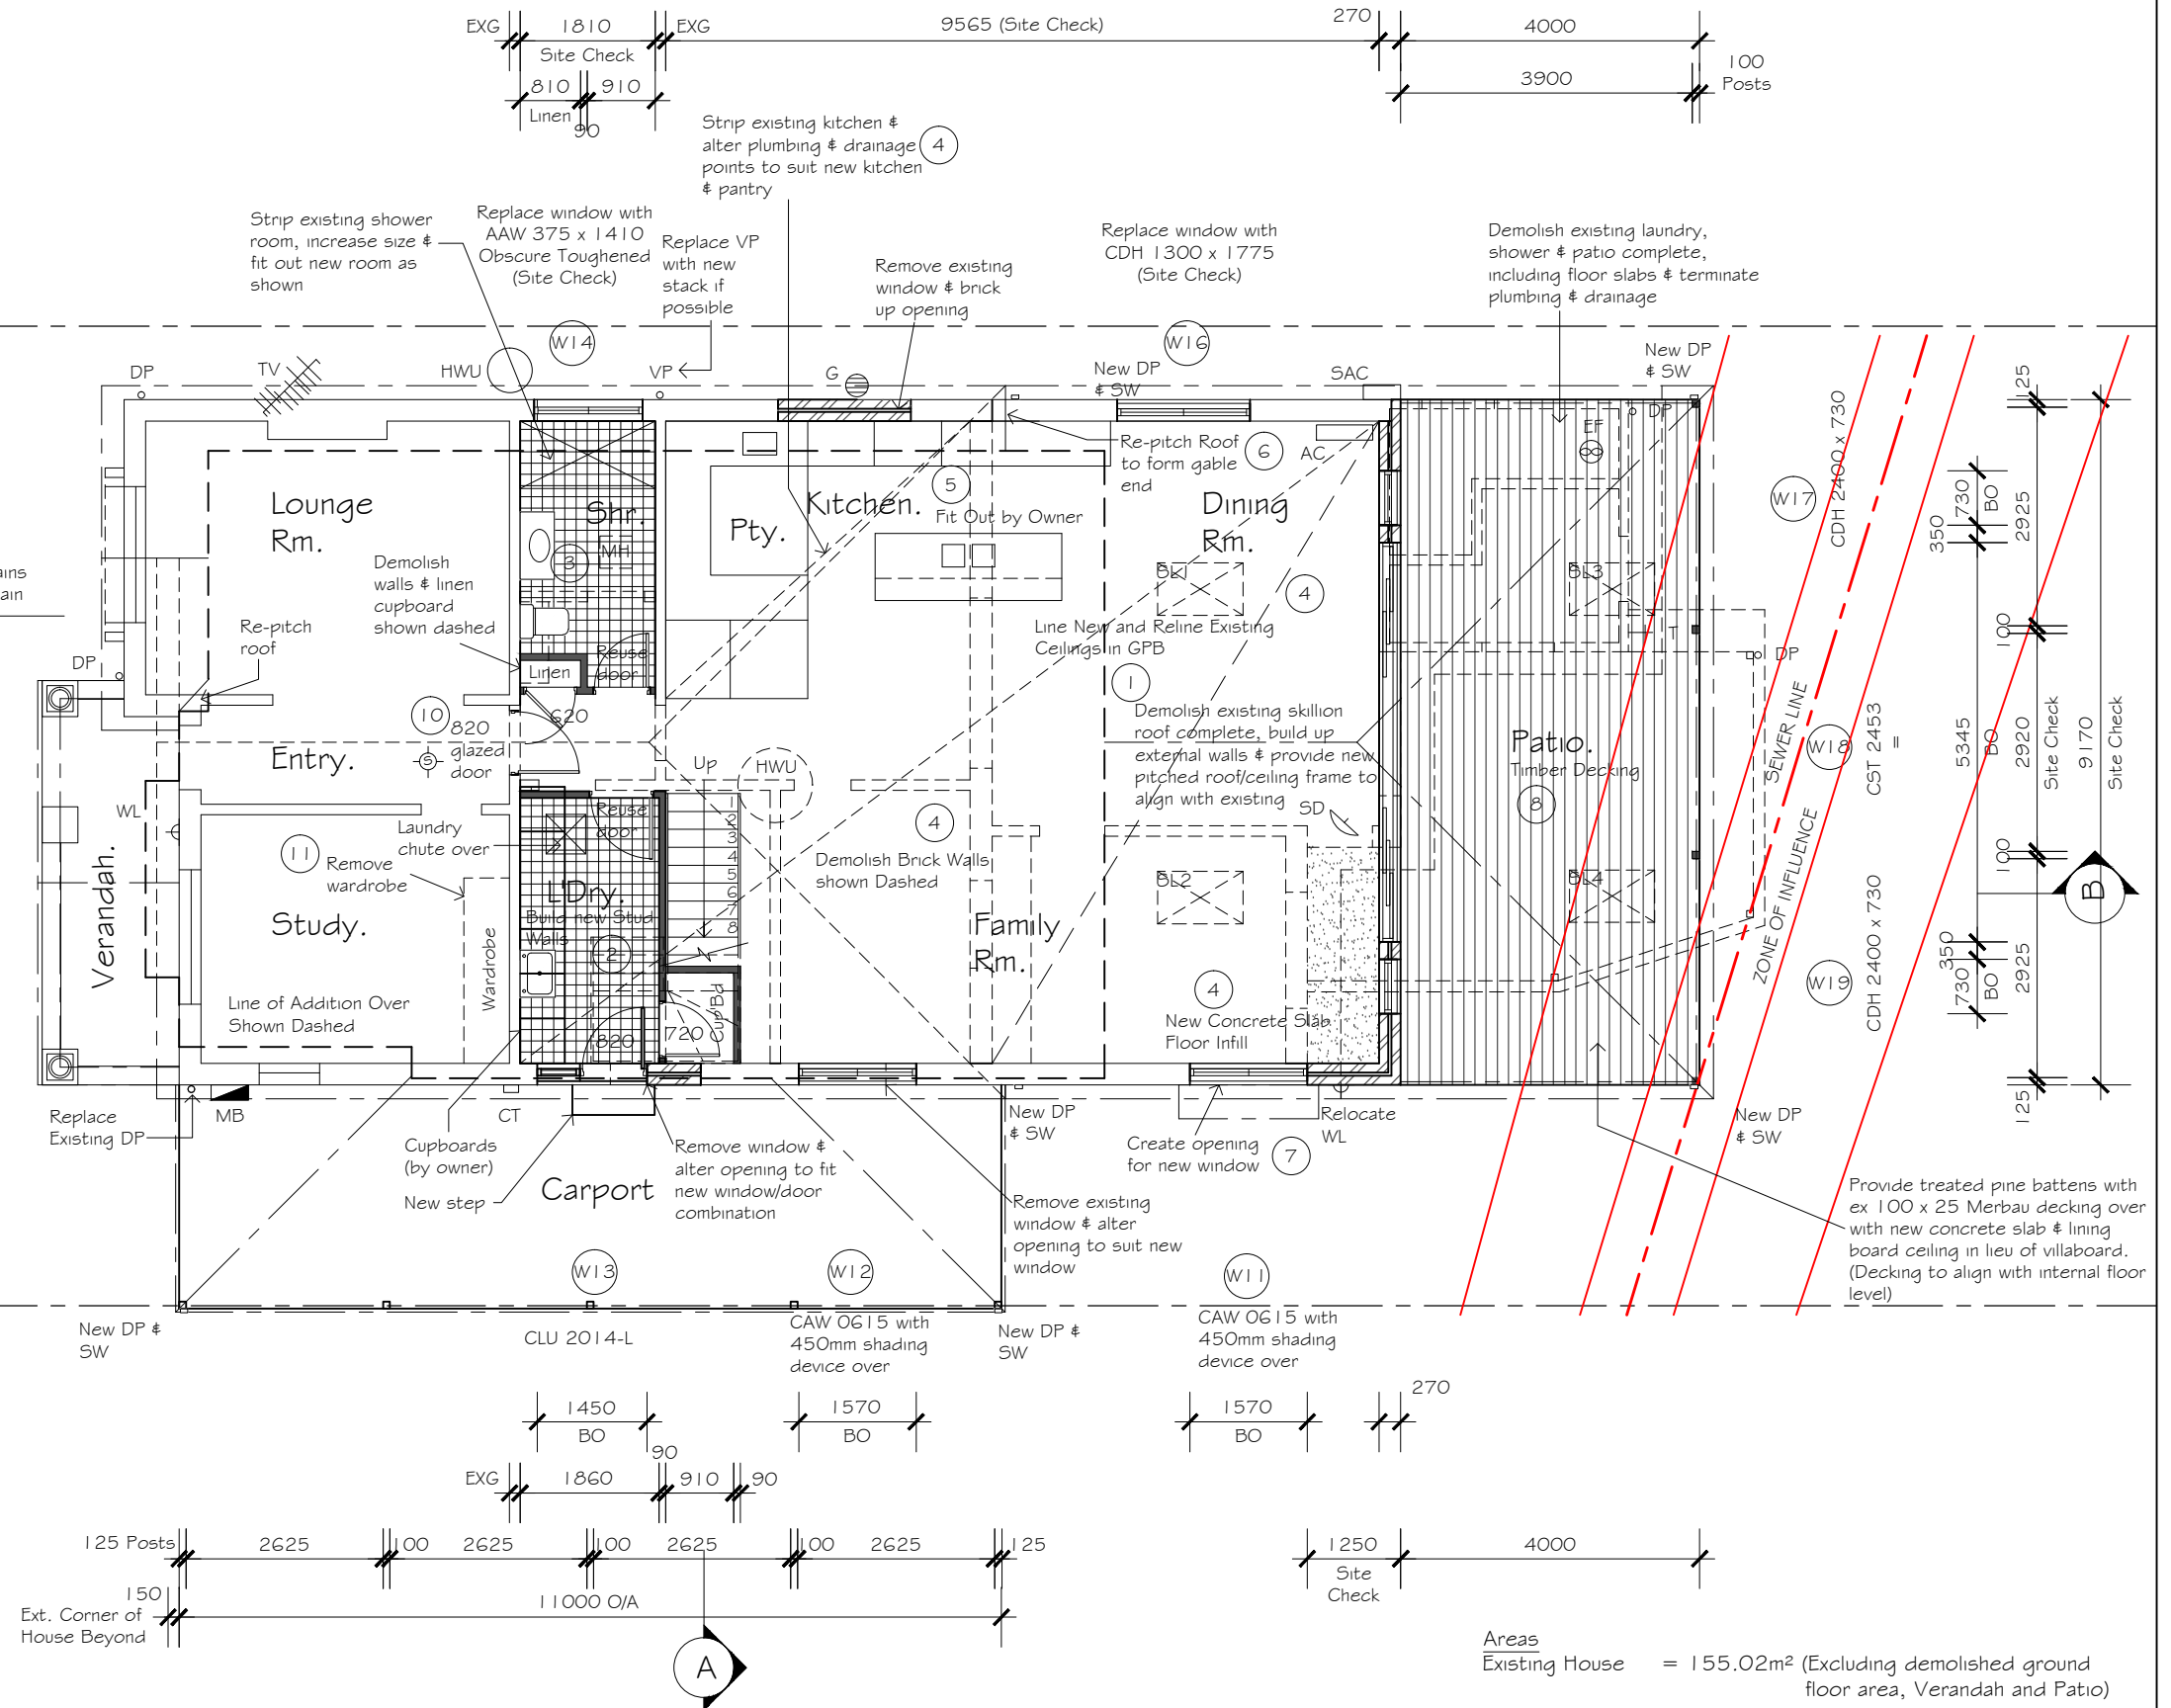 EXG
1810
EXG
9565 (Site Check)
270
4000
Site Check
810
910
Linen
90
3900
100
Posts
Strip existing kitchen &
alter plumbing & drainage
points to suit new kitchen
& pantry
4
Strip existing shower
room, increase size &
fit out new room as
shown
Replace window with
AAW 375 x 1410
Obscure Toughened
(Site Check)
Replace VP
with new
stack if
possible
Remove existing
window & brick
up opening
Replace window with
CDH 1300 x 1775
(Site Check)
Demolish existing laundry,
shower & patio complete,
including floor slabs & terminate
plumbing & drainage
W14
W16
DP
TV
HWU
VP
G
New DP
& SW
SAC
New DP
& SW
DP
EF
Re-pitch Roof
to form gable
end
6
AC
Lounge
Rm.
Shr.
MH
3
Pty.
Kitchen.
5
Fit Out by Owner
Dining
Rm.
SL1
4
SL3
T
DP
W17
CDH 2400 x 730
125
730
BO
2925
350
100
Demolish
walls & linen
cupboard
shown dashed
ains
ain
Re-pitch
roof
DP
Linen
Reuse
door
Line New and Reline Existing
Ceilings in GPB
1
10
820
glazed
door
620
S
Entry.
Up
HWU
Demolish existing skillion
roof complete, build up
external walls & provide new
pitched roof/ceiling frame to
align with existing
SD
Patio.
Timber Decking
8
SEWER LINE
ZONE OF INFLUENCE
W18
CST 2453
=
5345
BO
2920
Site Check
9170
Site Check
WL
Verandah.
Laundry
chute over
11
Remove
wardrobe
Study.
Wardrobe
Reuse
door
L'Dry.
Build new Stud
Walls
2
1
2
3
4
5
6
7
8
4
Demolish Brick Walls
shown Dashed
Family
Rm.
SL2
SL4
100
B
350
730
BO
2925
125
W19
CDH 2400 x 730
Line of Addition Over
Shown Dashed
820
720
Cup'Bd
4
New Concrete Slab
Floor Infill
Replace
Existing DP
MB
CT
Cupboards
(by owner)
New step
Carport
Remove window &
alter opening to fit
new window/door
combination
New DP
& SW
Create opening
for new window
7
Relocate
WL
New DP
& SW
Remove existing
window & alter
opening to suit new
window
Provide treated pine battens with
ex 100 x 25 Merbau decking over
with new concrete slab & lining
board ceiling in lieu of villaboard.
(Decking to align with internal floor
level)
W13
W12
W11
New DP &
SW
CLU 2014-L
CAW 0615 with
450mm shading
device over
New DP &
SW
CAW 0615 with
450mm shading
device over
1450
BO
1570
BO
1570
BO
270
90
EXG
1860
910
90
125 Posts
2625
100
2625
100
2625
100
2625
125
1250
Site
Check
4000
150
Ext. Corner of
House Beyond
11000 O/A
A
Areas
Existing House = 155.02m² (Excluding demolished ground
floor area, Verandah and Patio)